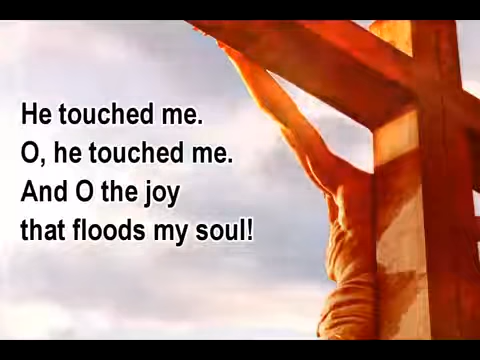 He touched me.
O, he touched me.
And O the joy
that floods my soul!